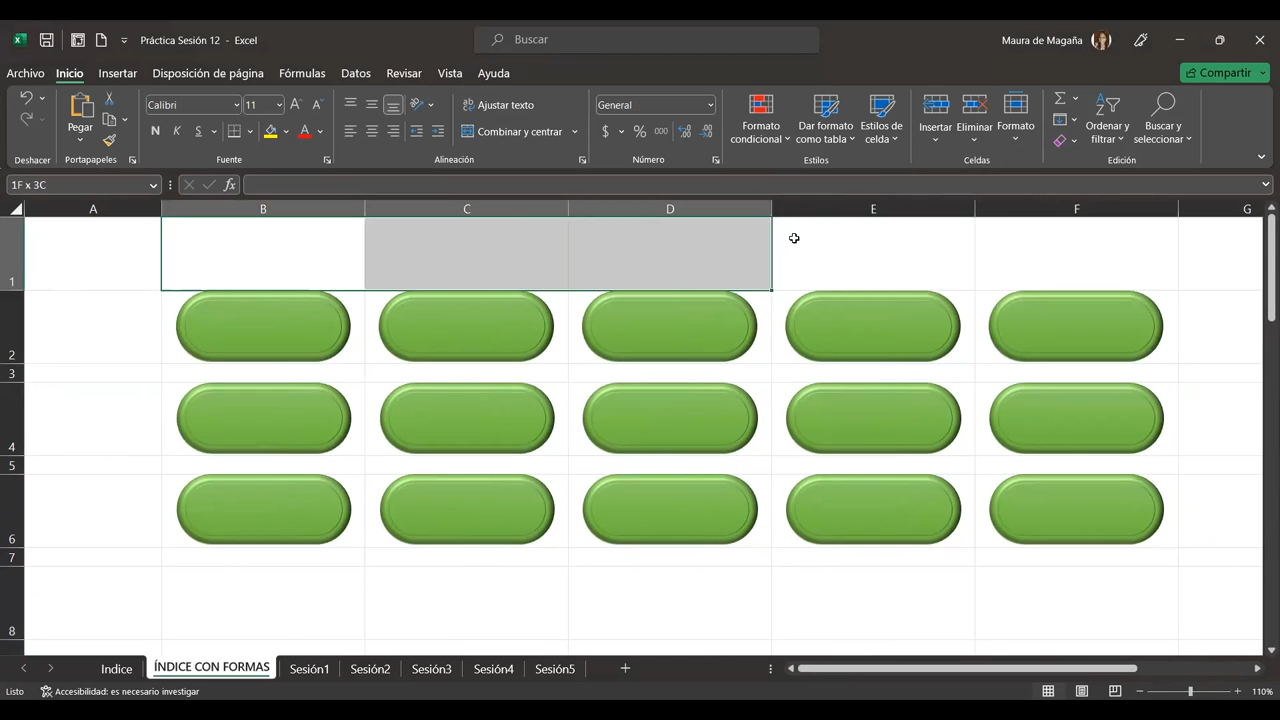 Práctica Sesión 12 - Excel
Buscar
Maura de Magaña
Archivo Inicio Insertar Disposición de página Fórmulas Datos Revisar Vista Ayuda
Compartir
Pegar
Calibri 11
N K S
Ajustar texto
Combinar y centrar
General
$ % 000
Formato condicional
Dar formato como tabla
Estilos de celda
Insertar
Eliminar
Formato
Ordenar y filtrar
Buscar y seleccionar
Deshacer Portapapeles Fuente Alineación Número Estilos Celdas Edición
1F x 3C
fx
A B C D E F G
1
2
3
4
5
6
7
8
Indice ÍNDICE CON FORMAS Sesión1 Sesión2 Sesión3 Sesión4 Sesión5
Listo Accesibilidad: es necesario investigar
110%